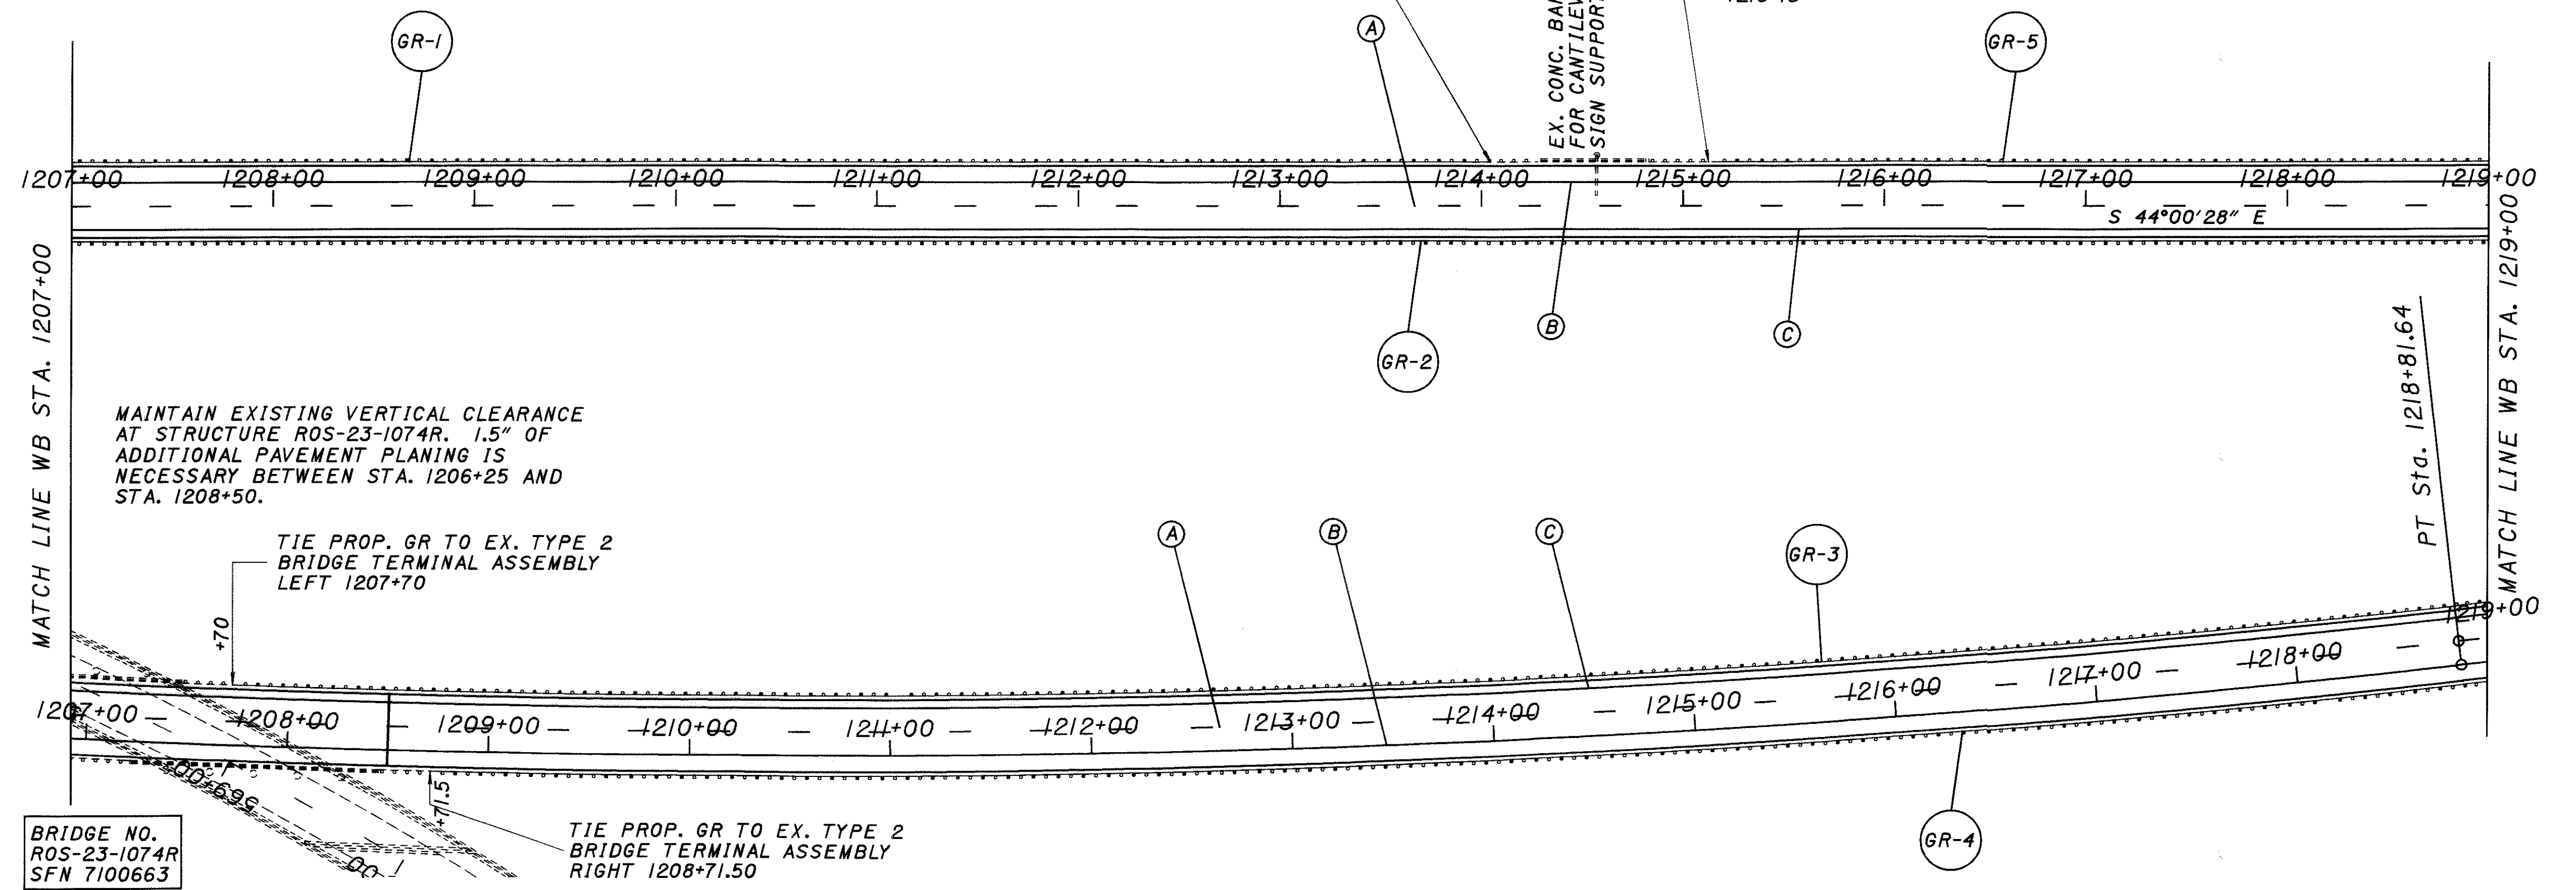 GR-1
A
EX. CONC. BA
FOR CANTILEV
SIGN SUPPORT
GR-5
1207+00 1208+00 1209+00 1210+00 1211+00 1212+00 1213+00 1214+00 1215+00 1216+00 1217+00 1218+00 1219+00
S 44°00'28" E
B
C
GR-2
MATCH LINE WB STA. 1207+00
MATCH LINE WB STA. 1219+00
PT Sta. 1218+81.64
MAINTAIN EXISTING VERTICAL CLEARANCE
AT STRUCTURE ROS-23-1074R. 1.5" OF
ADDITIONAL PAVEMENT PLANING IS
NECESSARY BETWEEN STA. 1206+25 AND
STA. 1208+50.
TIE PROP. GR TO EX. TYPE 2
BRIDGE TERMINAL ASSEMBLY
LEFT 1207+70
+70
A
B
C
GR-3
1207+00 1208+00 1209+00 1210+00 1211+00 1212+00 1213+00 1214+00 1215+00 1216+00 1217+00 1218+00 1219+00
569+00
+71.5
TIE PROP. GR TO EX. TYPE 2
BRIDGE TERMINAL ASSEMBLY
RIGHT 1208+71.50
GR-4
BRIDGE NO.
ROS-23-1074R
SFN 7100663
00